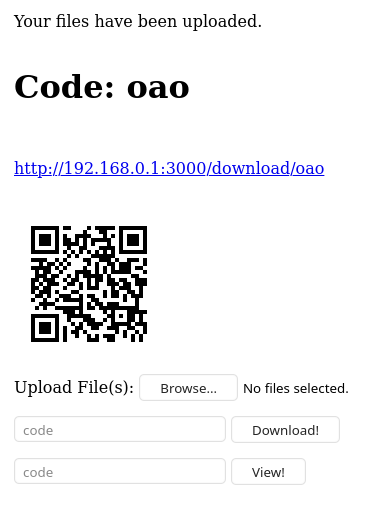 Your files have been uploaded.
Code: oao
http://192.168.0.1:3000/download/oao
Upload File(s): Browse... No files selected.
code Download!
code View!